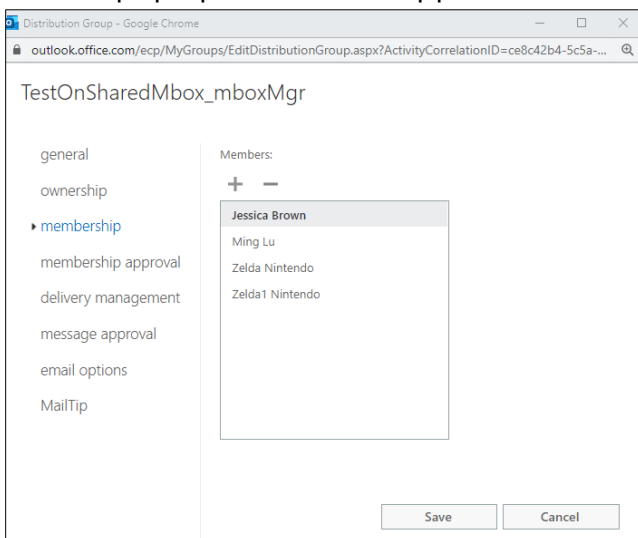 Distribution Group - Google Chrome
outlook.office.com/ecp/MyGroups/EditDistributionGroup.aspx?ActivityCorrelationID=ce8c42b4-5c5a-...
TestOnSharedMbox_mboxMgr
general
ownership
membership
membership approval
delivery management
message approval
email options
MailTip
Members:
Jessica Brown
Ming Lu
Zelda Nintendo
Zelda1 Nintendo
Save
Cancel